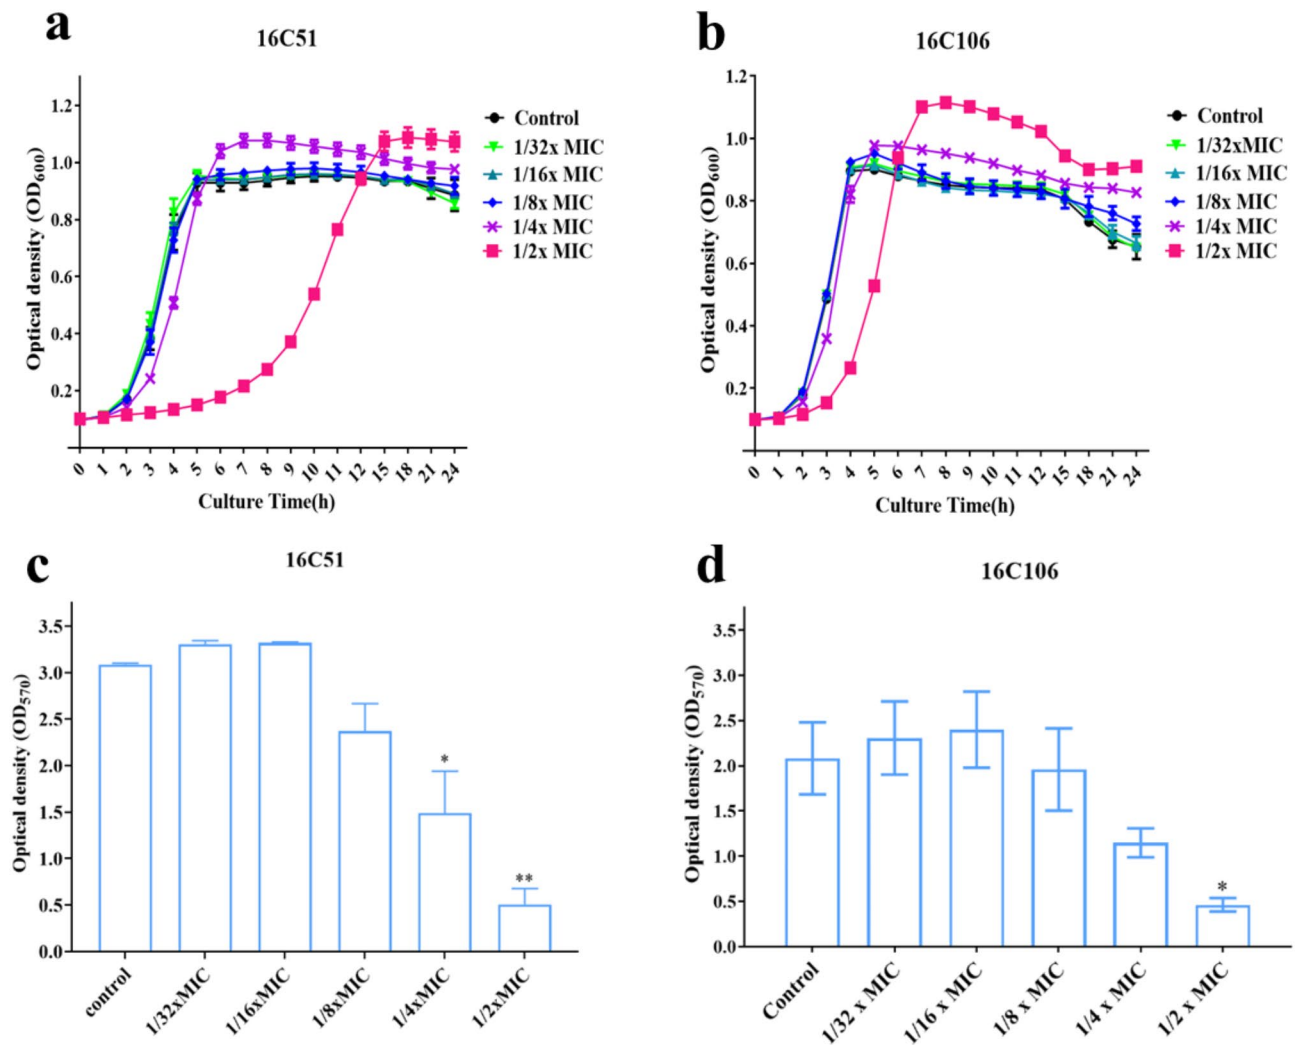 a
16C51
Optical density (OD600)
1.2
1.0
0.8
0.6
0.4
0.2
0 1 2 3 4 5 6 7 8 9 10 11 12 15 18 21 24
Culture Time(h)
Control
1/32x MIC
1/16x MIC
1/8x MIC
1/4x MIC
1/2x MIC
b
16C106
Optical density (OD600)
1.2
1.0
0.8
0.6
0.4
0.2
0 1 2 3 4 5 6 7 8 9 10 11 12 15 18 21 24
Culture Time(h)
Control
1/32xMIC
1/16x MIC
1/8x MIC
1/4x MIC
1/2x MIC
c
16C51
Optical density (OD570)
3.5
3.0
2.5
2.0
1.5
1.0
0.5
0.0
*
**
control
1/32xMIC
1/16xMIC
1/8xMIC
1/4xMIC
1/2xMIC
d
16C106
Optical density (OD570)
3.5
3.0
2.5
2.0
1.5
1.0
0.5
0.0
*
Control
1/32 x MIC
1/16 x MIC
1/8 x MIC
1/4 x MIC
1/2 x MIC